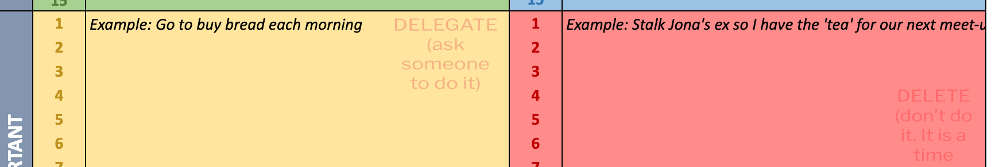 15
15
RTANT
1
Example: Go to buy bread each morning
DELEGATE
(ask
someone
to do it)
2
3
4
5
6
7
1
Example: Stalk Jona's ex so I have the 'tea' for our next meet-u
2
3
4
5
6
7
DELETE
(don't do
it. It is a
time